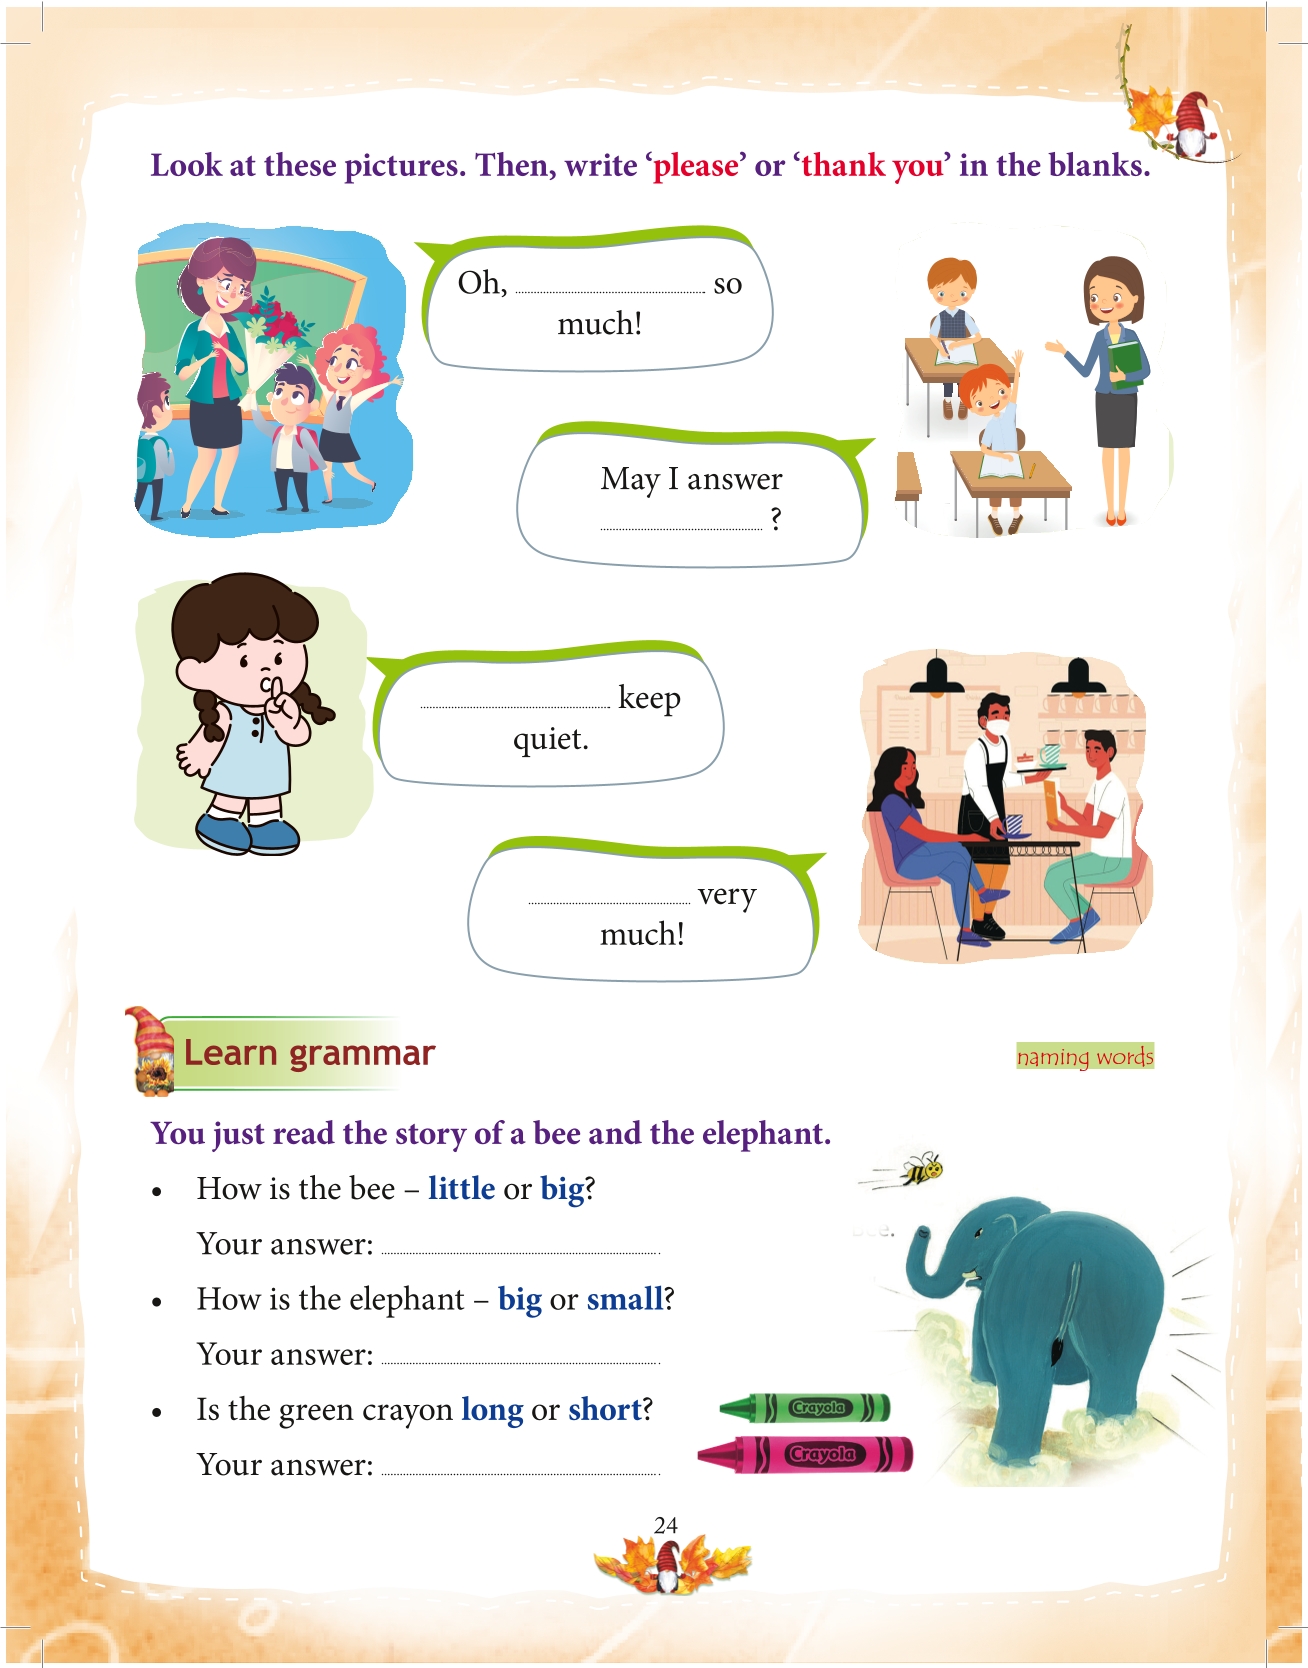 Look at these pictures. Then, write ‘please’ or ‘thank you’ in the blanks.
Oh, ........................................ so
much!
May I answer
........................................ ?
........................................ keep
quiet.
........................................ very
much!
Learn grammar
naming words
You just read the story of a bee and the elephant.
• How is the bee – little or big?
Your answer: ........................................
• How is the elephant – big or small?
Your answer: ........................................
• Is the green crayon long or short?
Crayola
Your answer: ........................................
Crayola
24